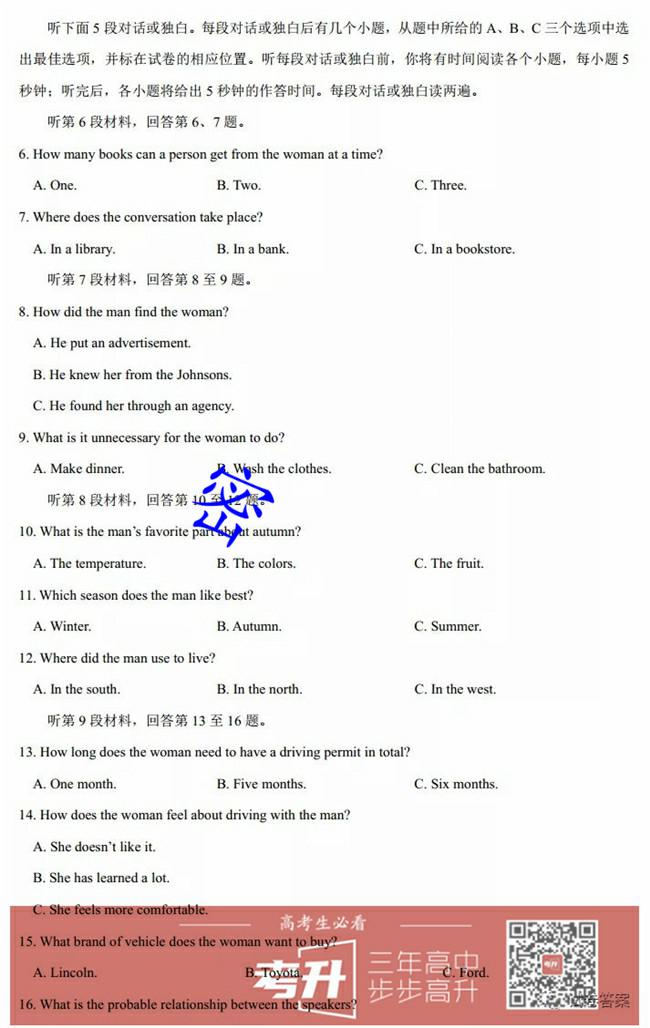 听下面5段对话或独白。每段对话或独白后有几个小题，从题中所给的A、B、C三个选项中选
出最佳选项，并标在试卷的相应位置。听每段对话或独白前，你将有时间阅读各个小题，每小题5
秒钟；听完后，各小题将给出5秒钟的作答时间。每段对话或独白读两遍。
听第6段材料，回答第6、7题。
6. How many books can a person get from the woman at a time?
A. One. B. Two. C. Three.
7. Where does the conversation take place?
A. In a library. B. In a bank. C. In a bookstore.
听第7段材料，回答第8至9题。
8. How did the man find the woman?
A. He put an advertisement.
B. He knew her from the Johnsons.
C. He found her through an agency.
9. What is it unnecessary for the woman to do?
A. Make dinner. B. Wash the clothes. C. Clean the bathroom.
听第8段材料，回答第10至12题。
密
10. What is the man's favorite part about autumn?
A. The temperature. B. The colors. C. The fruit.
11. Which season does the man like best?
A. Winter. B. Autumn. C. Summer.
12. Where did the man use to live?
A. In the south. B. In the north. C. In the west.
听第9段材料，回答第13至16题。
13. How long does the woman need to have a driving permit in total?
A. One month. B. Five months. C. Six months.
14. How does the woman feel about driving with the man?
A. She doesn't like it.
B. She has learned a lot.
C. She feels more comfortable.
高考生必看
15. What brand of vehicle does the woman want to buy?
A. Lincoln. B. Toyota. C. Ford.
考升 三年高中
步步高升
考升
16. What is the probable relationship between the speakers?
答案